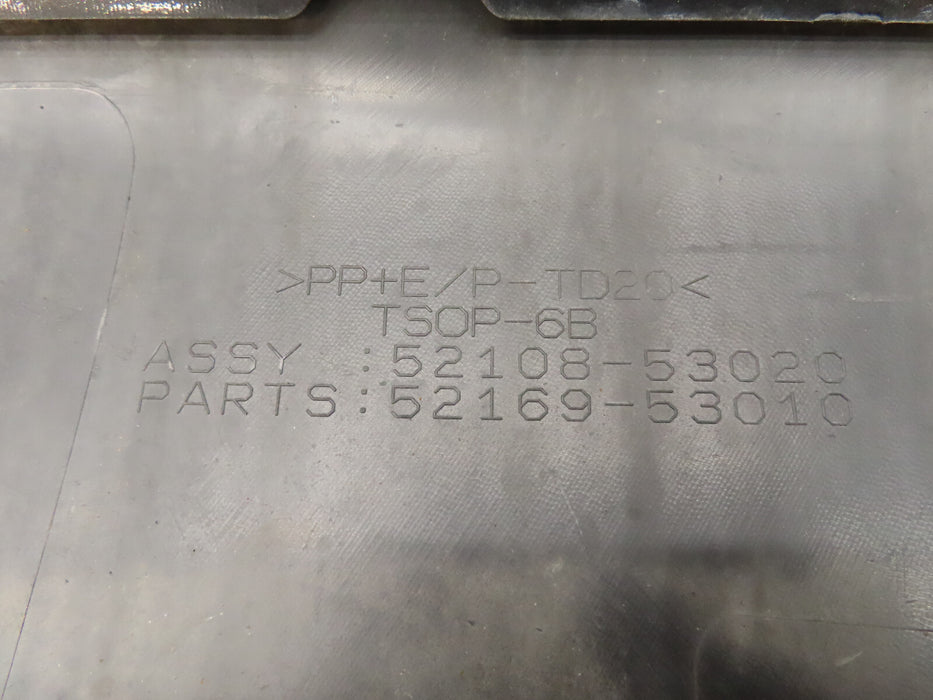 >PP+E/P-TD20<
TSOP-6B
ASSY :52108-53020
PARTS:52169-53010